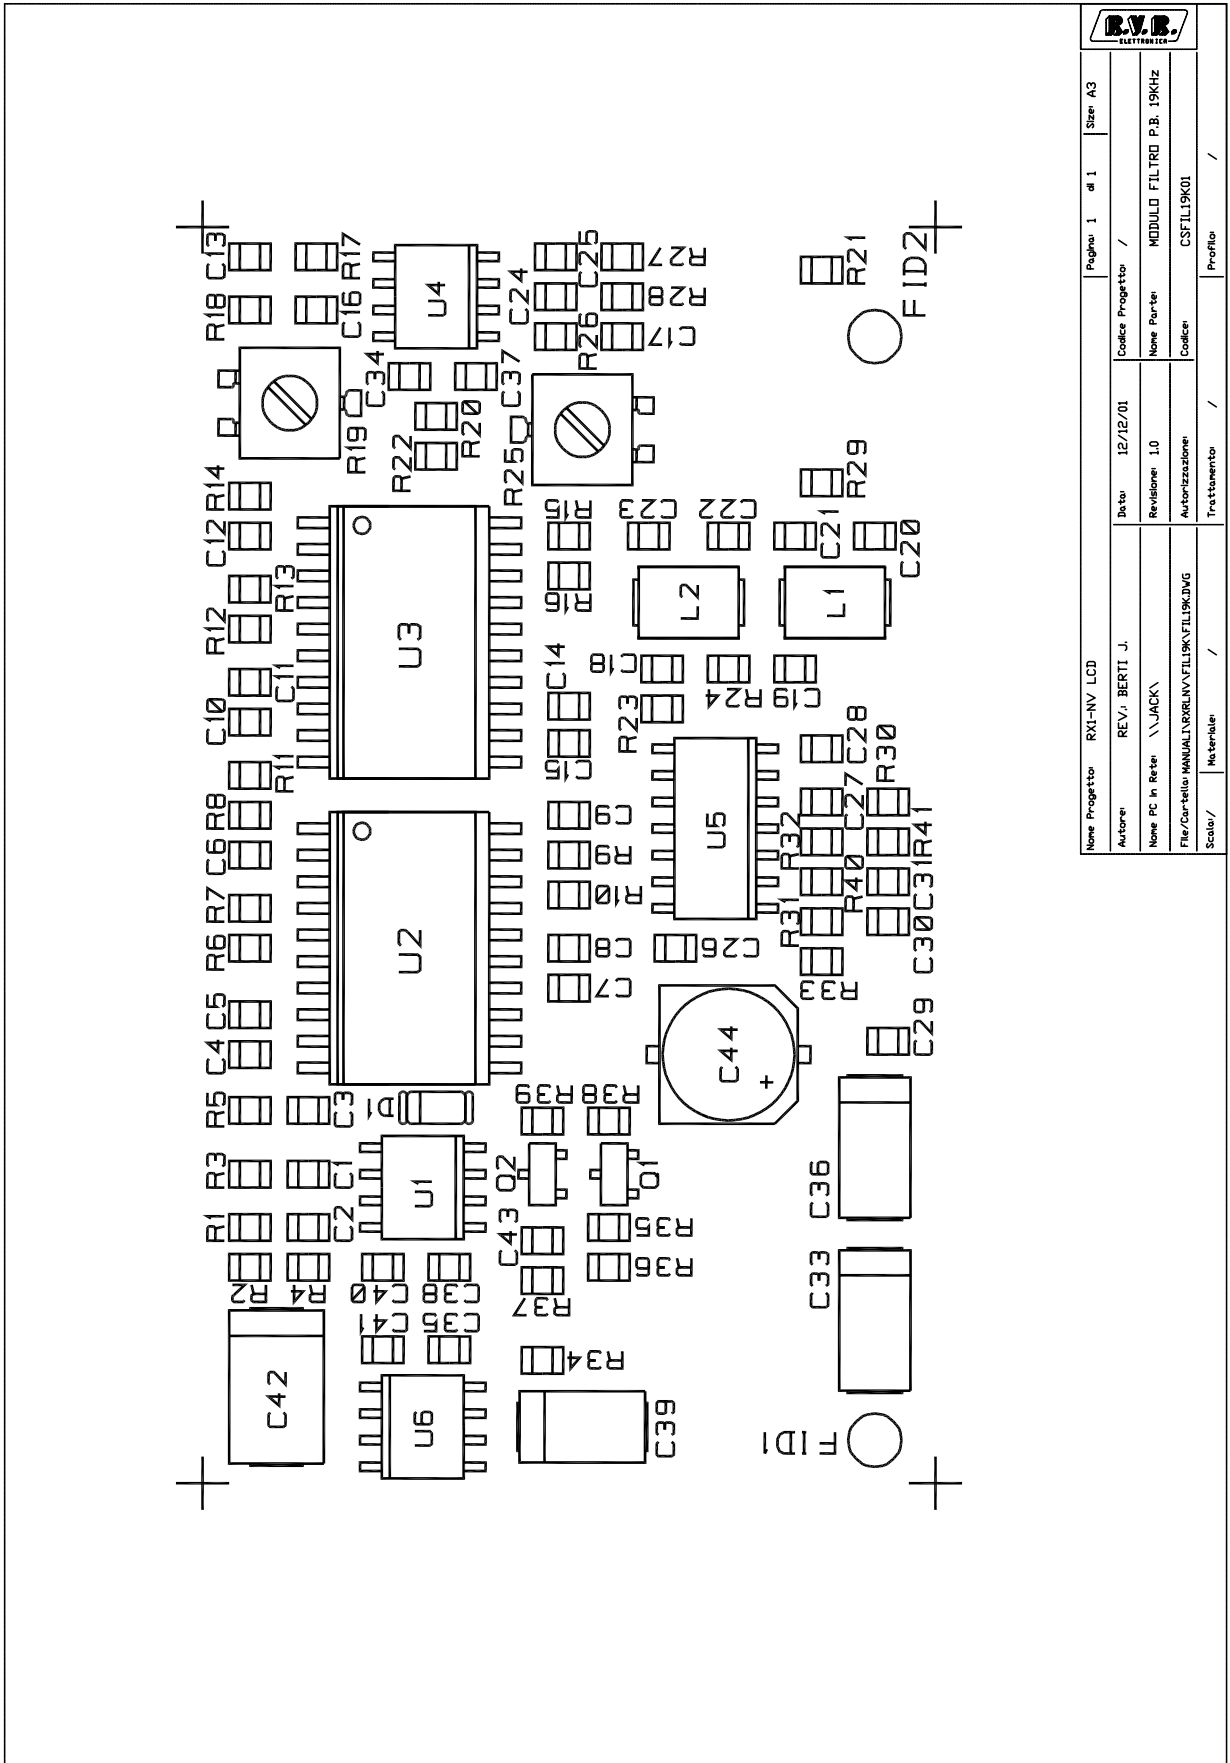 R.V.R.
ELETTRONICA
Nome Progetto: RX1-NV LCD
Pagina: 1 di 1
Size: A3
Autore: REV.: BERTI J.
Data: 12/12/01
Codice Progetto: /
Nome PC in Rete: \\JACK\
Revisione: 1.0
Nome Parte: MODULO FILTRO P.B. 19KHz
File/Cartella: MANUALI\RXRLNV\FIL19K\FIL19K.DWG
Autorizzazione:
Codice: CSFIL19K01
Scala: /
Materiale: /
Trattamento: /
Profilo: /
C13
R17
R18
C16
U4
C24
C25
R27
R28
R26
C17
R21
FID2
C34
C37
R19
R22
R20
R25
R29
R14
C12
R15
C23
C22
C21
C20
R13
R12
R16
L2
L1
U3
C11
C10
C14
C18
R23
R24
C19
R11
C15
C28
R30
R8
C6
C9
R9
U5
R32
C27
R41
R7
R6
R10
R31
R40
C31
C30
U2
C8
C7
C26
R33
C5
C4
C44
+
C29
R5
C3
D1
R39
R38
R3
C1
U1
Q2
Q1
C36
R1
C2
C43
R35
R36
R2
R4
C40
C38
R37
C33
C41
C35
R34
C42
U6
C39
FID1